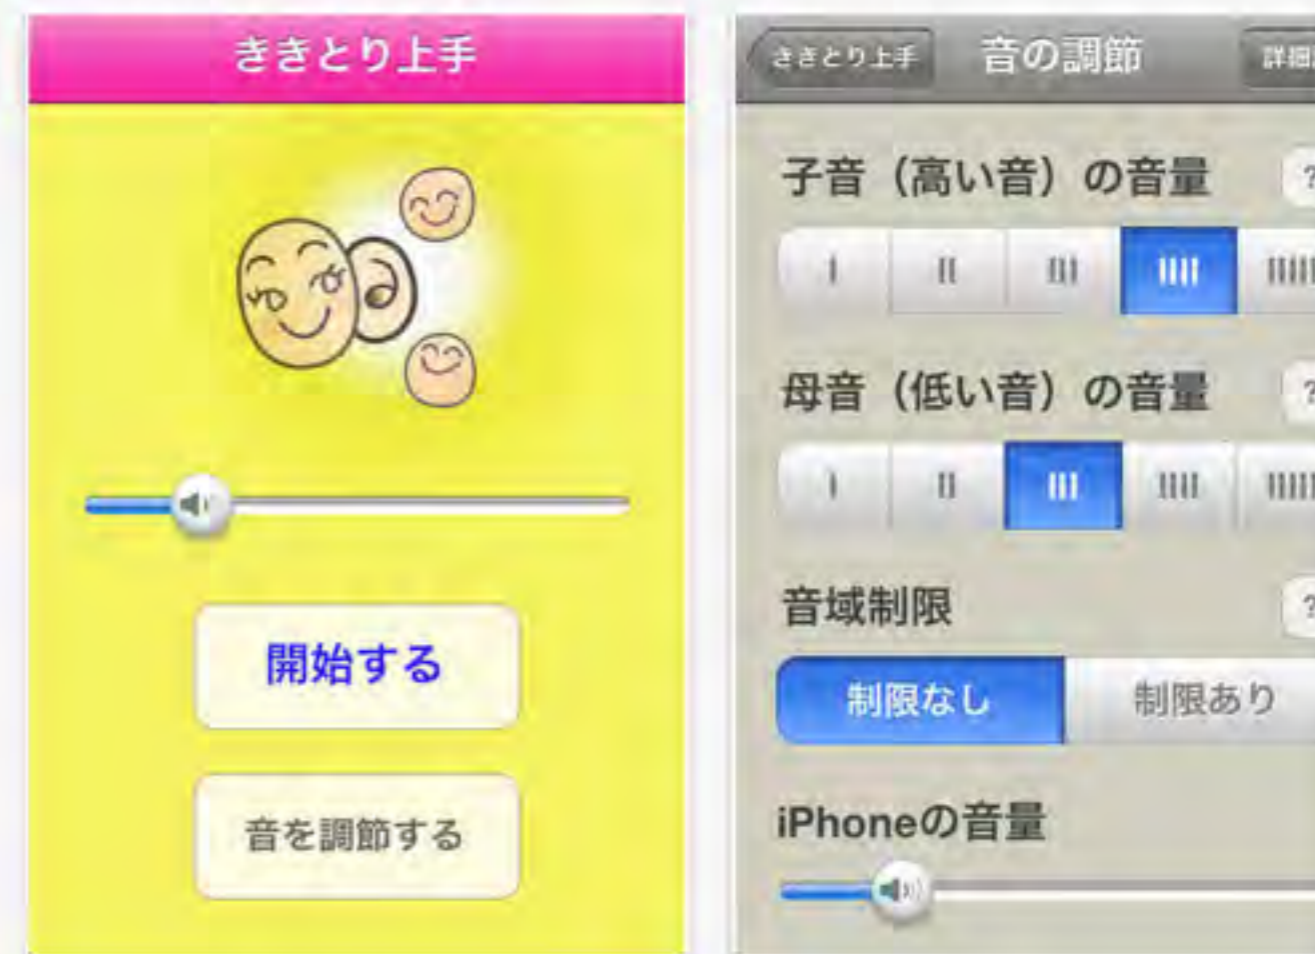 ききとり上手
開始する
音を調節する
ききとり上手
音の調節
詳細
子音（高い音）の音量
?
母音（低い音）の音量
?
音域制限
?
制限なし
制限あり
iPhoneの音量